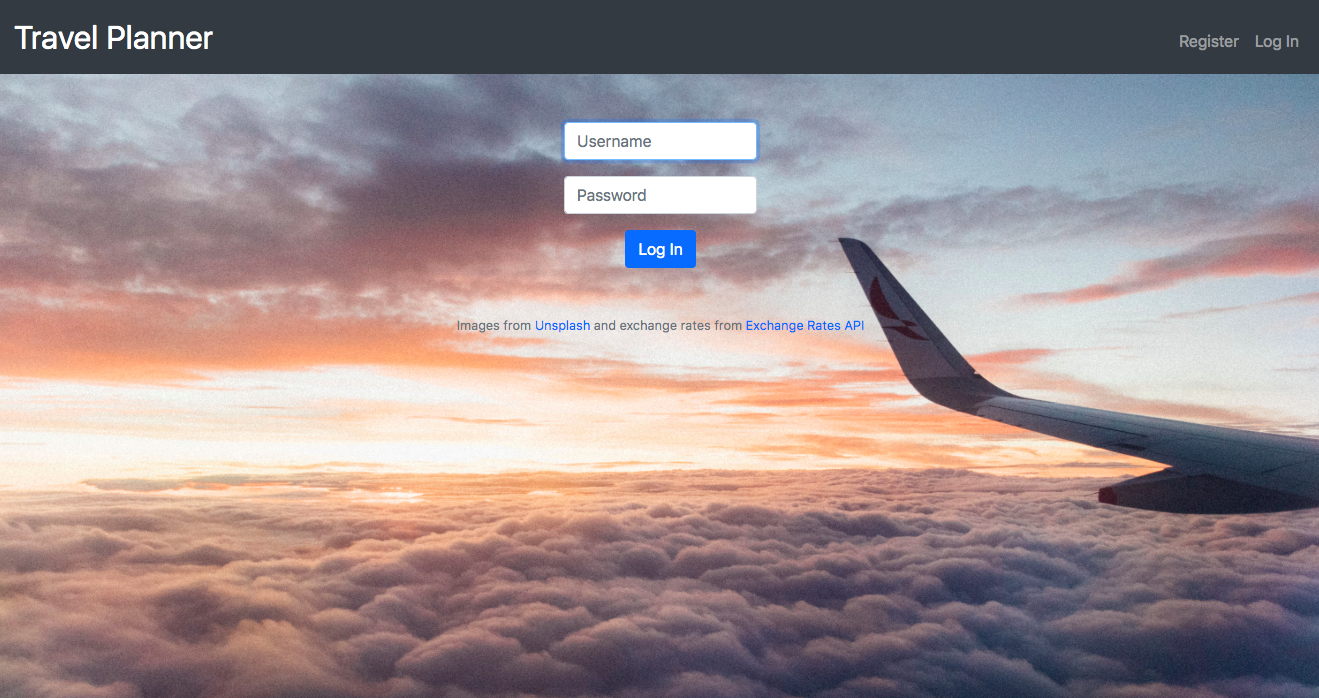 Travel Planner
Register Log In
Username
Password
Log In
Images from Unsplash and exchange rates from Exchange Rates API